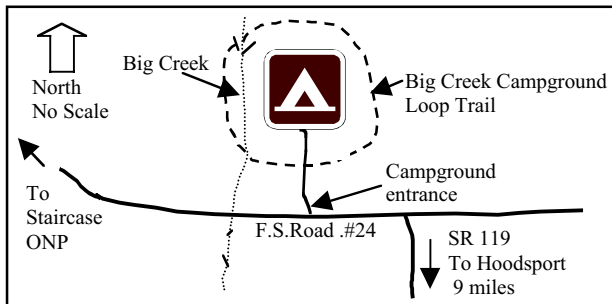 North
No Scale
Big Creek
Big Creek Campground
Loop Trail
To
Staircase
ONP
Campground
entrance
F.S.Road .#24
SR 119
To Hoodsport
9 miles